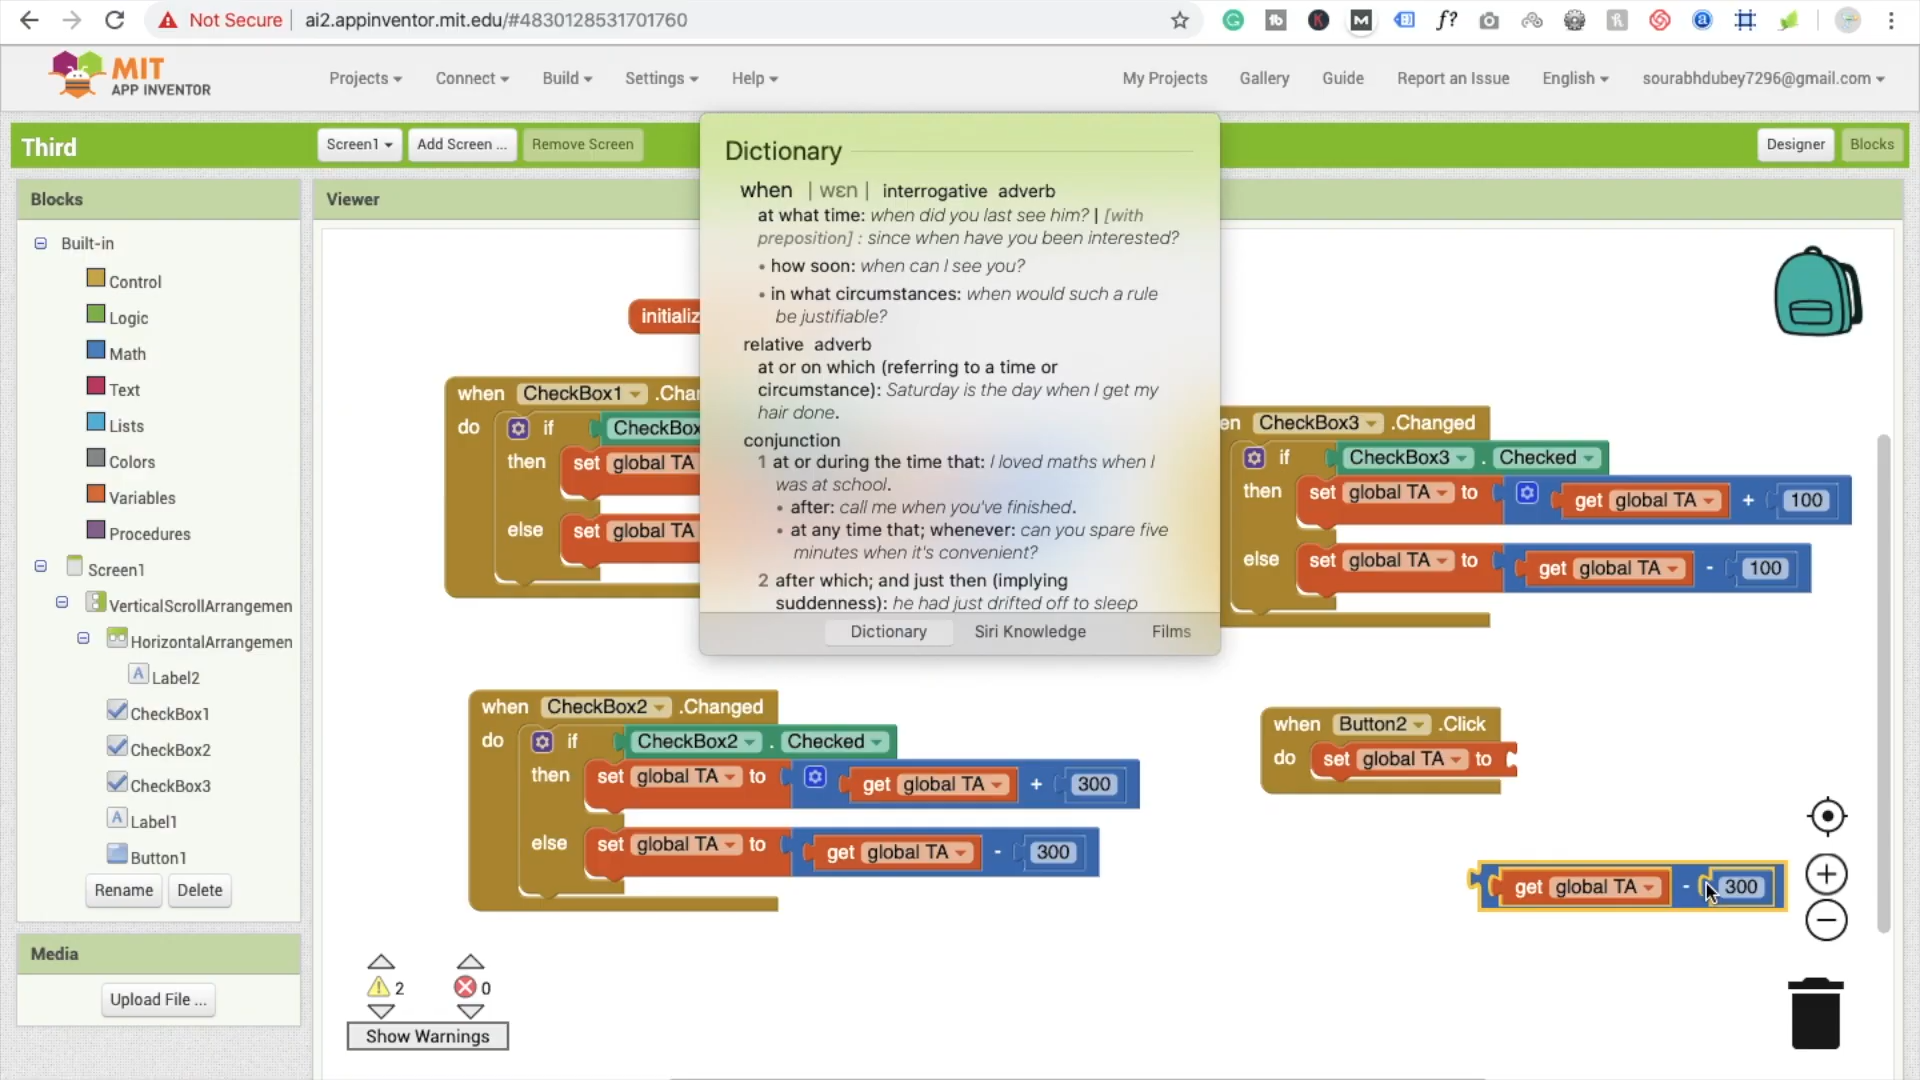 Not Secure ai2.appinventor.mit.edu/#4830128531701760
MIT
APP INVENTOR
Projects Connect Build Settings Help My Projects Gallery Guide Report an Issue English sourabhdubey7296@gmail.com
Third Screen1 Add Screen ... Remove Screen Designer Blocks
Blocks
Built-in
Control
Logic
Math
Text
Lists
Colors
Variables
Procedures
Screen1
VerticalScrollArrangemen
HorizontalArrangemen
Label2
CheckBox1
CheckBox2
CheckBox3
Label1
Button1
Rename Delete
Media
Upload File ...
Viewer
initializ
when CheckBox1 .Char
do if CheckBox
then set global TA
else set global TA
Dictionary
when | wɛn | interrogative adverb
at what time: when did you last see him? | [with
preposition] : since when have you been interested?
• how soon: when can I see you?
• in what circumstances: when would such a rule
be justifiable?
relative adverb
at or on which (referring to a time or
circumstance): Saturday is the day when I get my
hair done.
conjunction
1 at or during the time that: I loved maths when I
was at school.
• after: call me when you've finished.
• at any time that; whenever: can you spare five
minutes when it's convenient?
2 after which; and just then (implying
suddenness): he had just drifted off to sleep
Dictionary Siri Knowledge Films
en CheckBox3 .Changed
if CheckBox3 . Checked
then set global TA to get global TA + 100
else set global TA to get global TA - 100
when CheckBox2 .Changed
do if CheckBox2 . Checked
then set global TA to get global TA + 300
else set global TA to get global TA - 300
when Button2 .Click
do set global TA to
get global TA - 300
2 0
Show Warnings